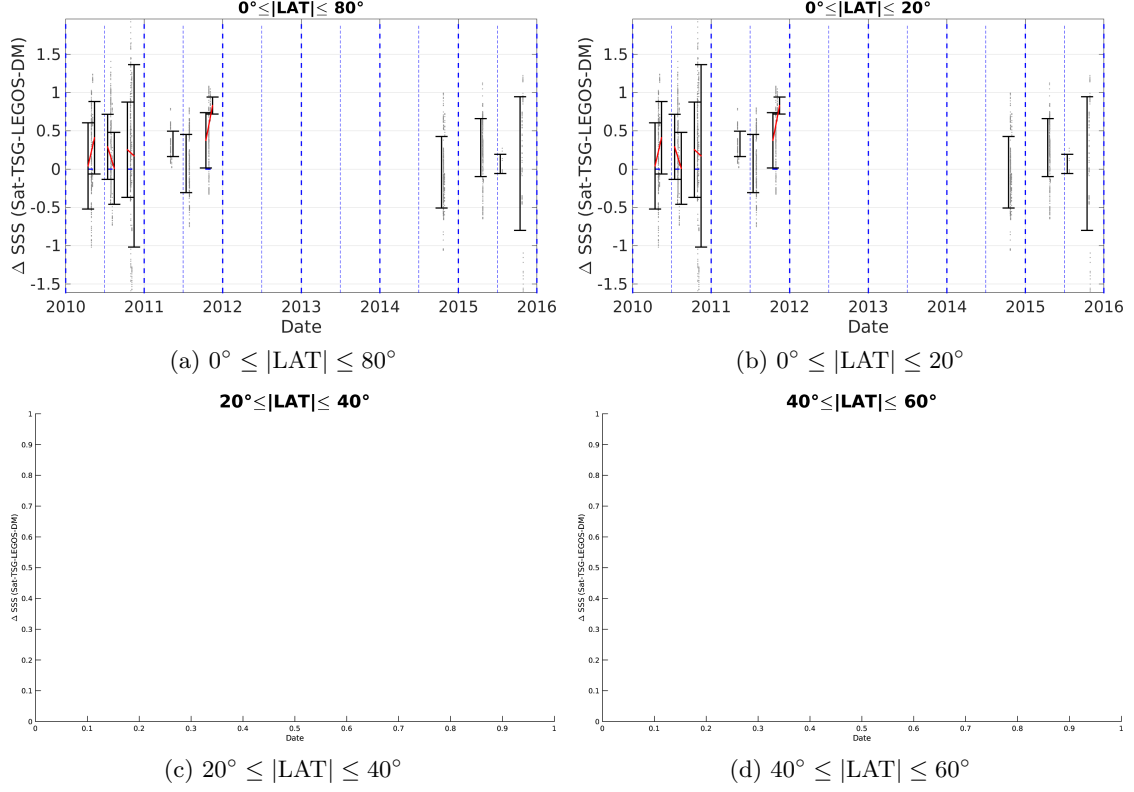 0°≤|LAT|≤ 80°
Δ SSS (Sat-TSG-LEGOS-DM)
1.5
1
0.5
0
-0.5
-1
-1.5
2010 2011 2012 2013 2014 2015 2016
Date
(a) 0° ≤ |LAT| ≤ 80°
0°≤|LAT|≤ 20°
Δ SSS (Sat-TSG-LEGOS-DM)
1.5
1
0.5
0
-0.5
-1
-1.5
2010 2011 2012 2013 2014 2015 2016
Date
(b) 0° ≤ |LAT| ≤ 20°
20°≤|LAT|≤ 40°
Δ SSS (Sat-TSG-LEGOS-DM)
1
0.9
0.8
0.7
0.6
0.5
0.4
0.3
0.2
0.1
0
0 0.1 0.2 0.3 0.4 0.5 0.6 0.7 0.8 0.9 1
Date
(c) 20° ≤ |LAT| ≤ 40°
40°≤|LAT|≤ 60°
Δ SSS (Sat-TSG-LEGOS-DM)
1
0.9
0.8
0.7
0.6
0.5
0.4
0.3
0.2
0.1
0
0 0.1 0.2 0.3 0.4 0.5 0.6 0.7 0.8 0.9 1
Date
(d) 40° ≤ |LAT| ≤ 60°